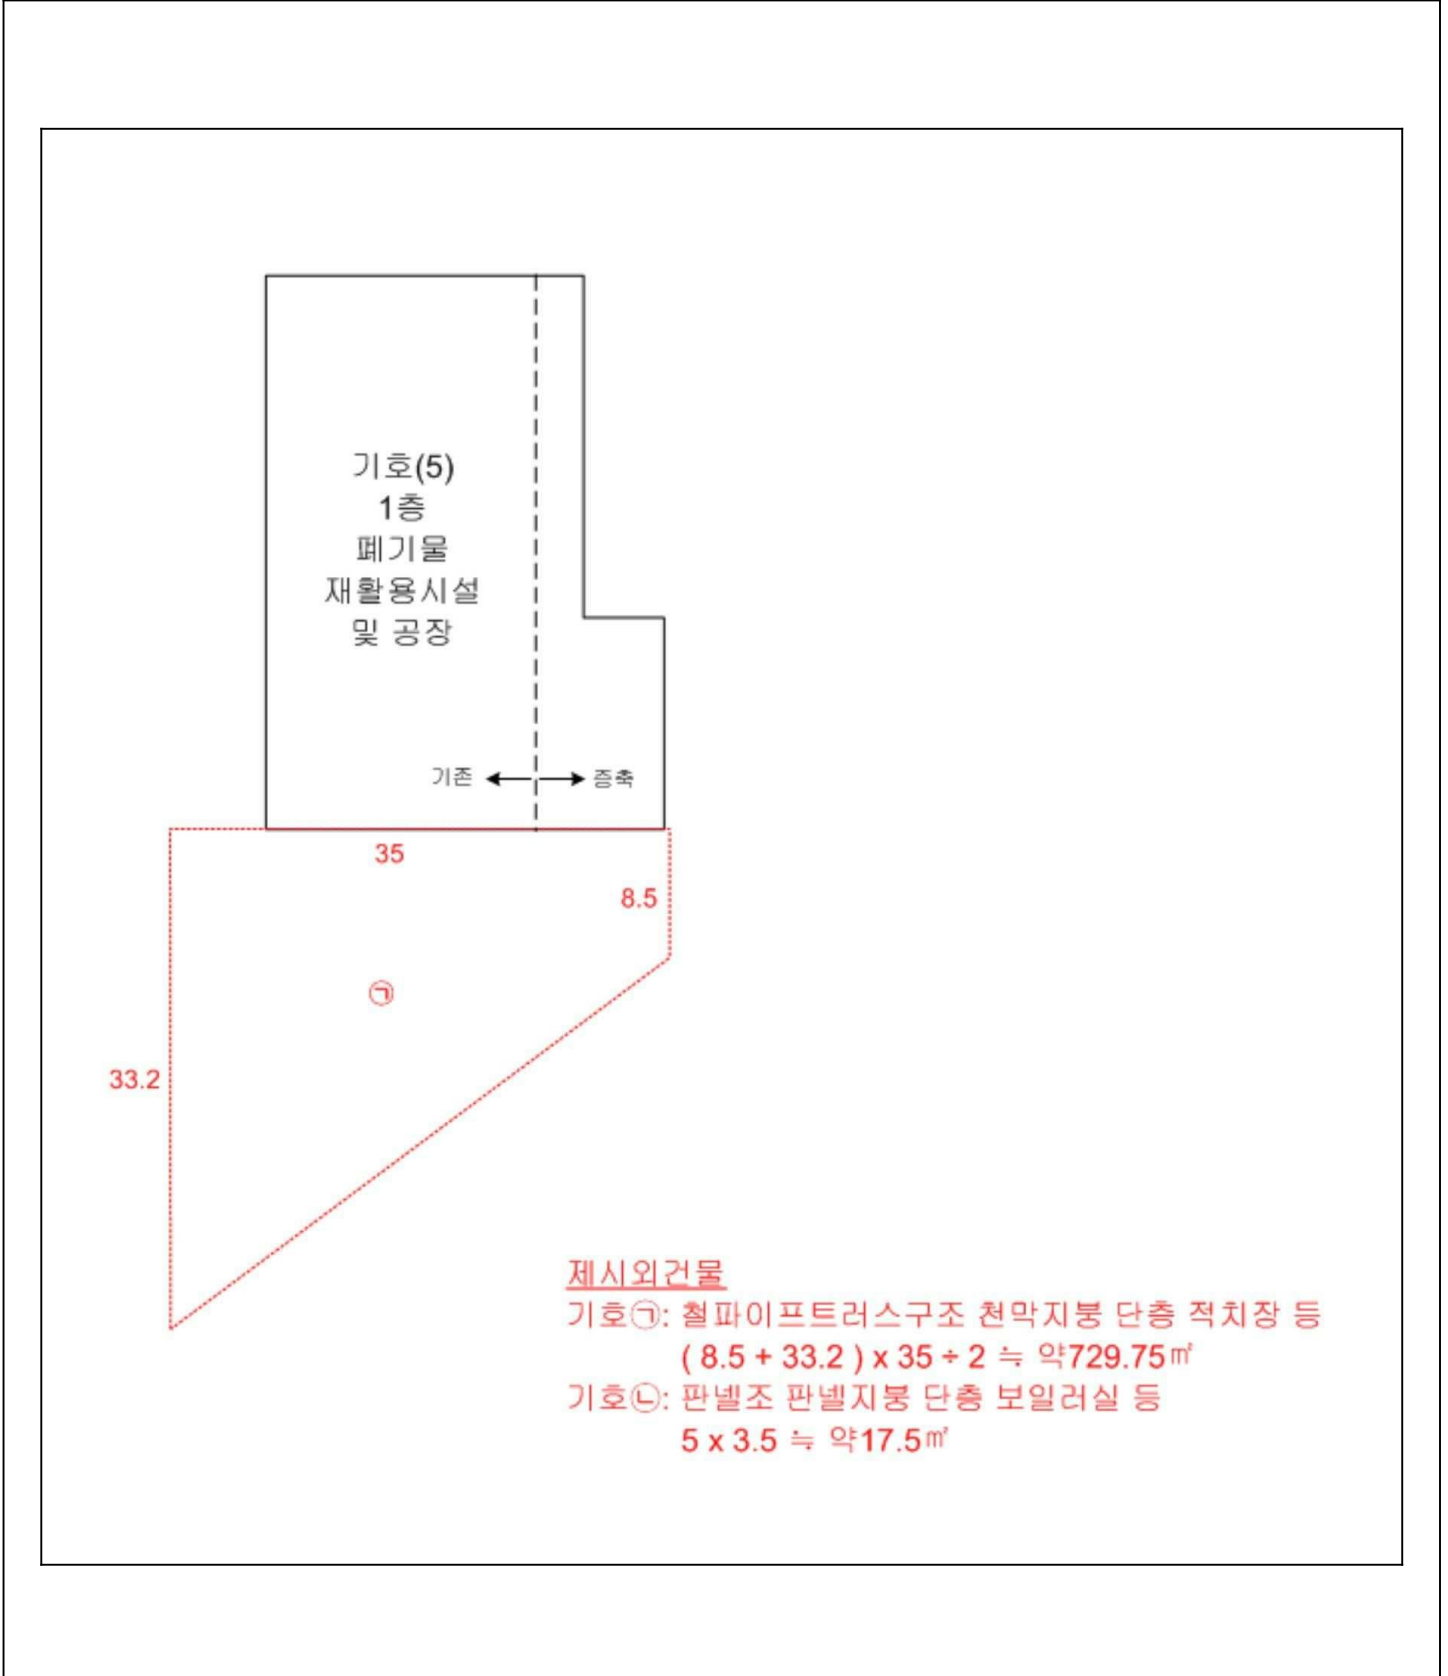 기호(5)
1층
폐기물
재활용시설
및 공장
기존 증축
35
8.5
㉠
33.2
제시외건물
기호㉠: 철파이프트러스구조 천막지붕 단층 적치장 등
( 8.5 + 33.2 ) x 35 ÷ 2 ≒ 약729.75㎡
기호㉡: 판넬조 판넬지붕 단층 보일러실 등
5 x 3.5 ≒ 약17.5㎡